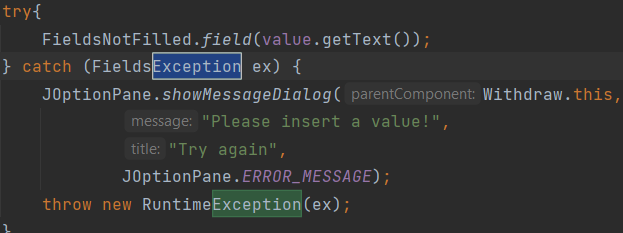 try{
FieldsNotFilled.field(value.getText());
} catch (FieldsException ex) {
JOptionPane.showMessageDialog( parentComponent: Withdraw.this,
message: "Please insert a value!",
title: "Try again",
JOptionPane.ERROR_MESSAGE);
throw new RuntimeException(ex);
}